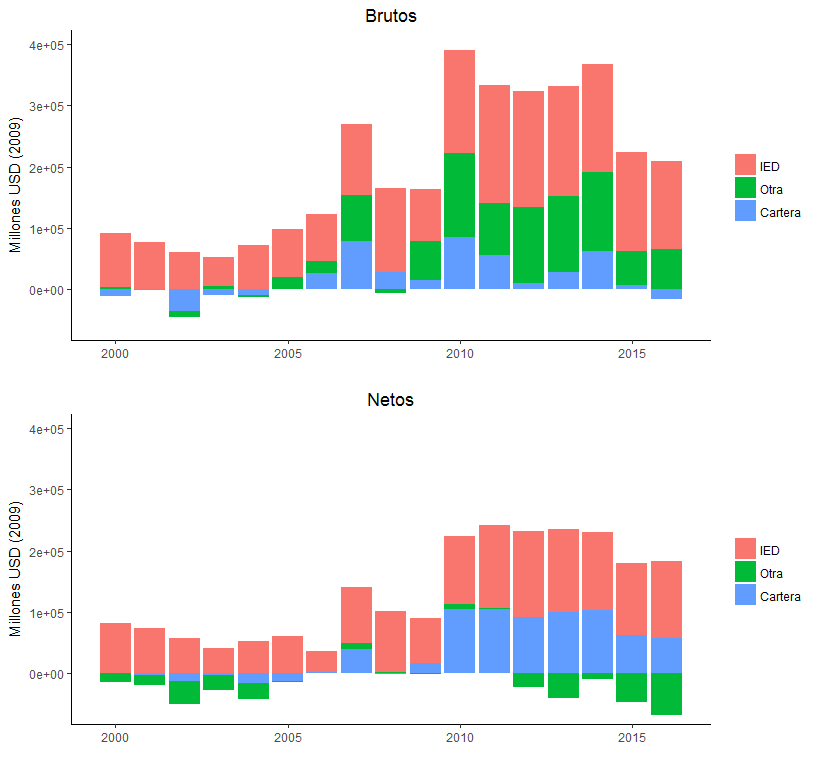 Brutos
Millones USD (2009)
4e+05
3e+05
2e+05
1e+05
0e+00
2000
2005
2010
2015
IED
Otra
Cartera
Netos
Millones USD (2009)
4e+05
3e+05
2e+05
1e+05
0e+00
2000
2005
2010
2015
IED
Otra
Cartera